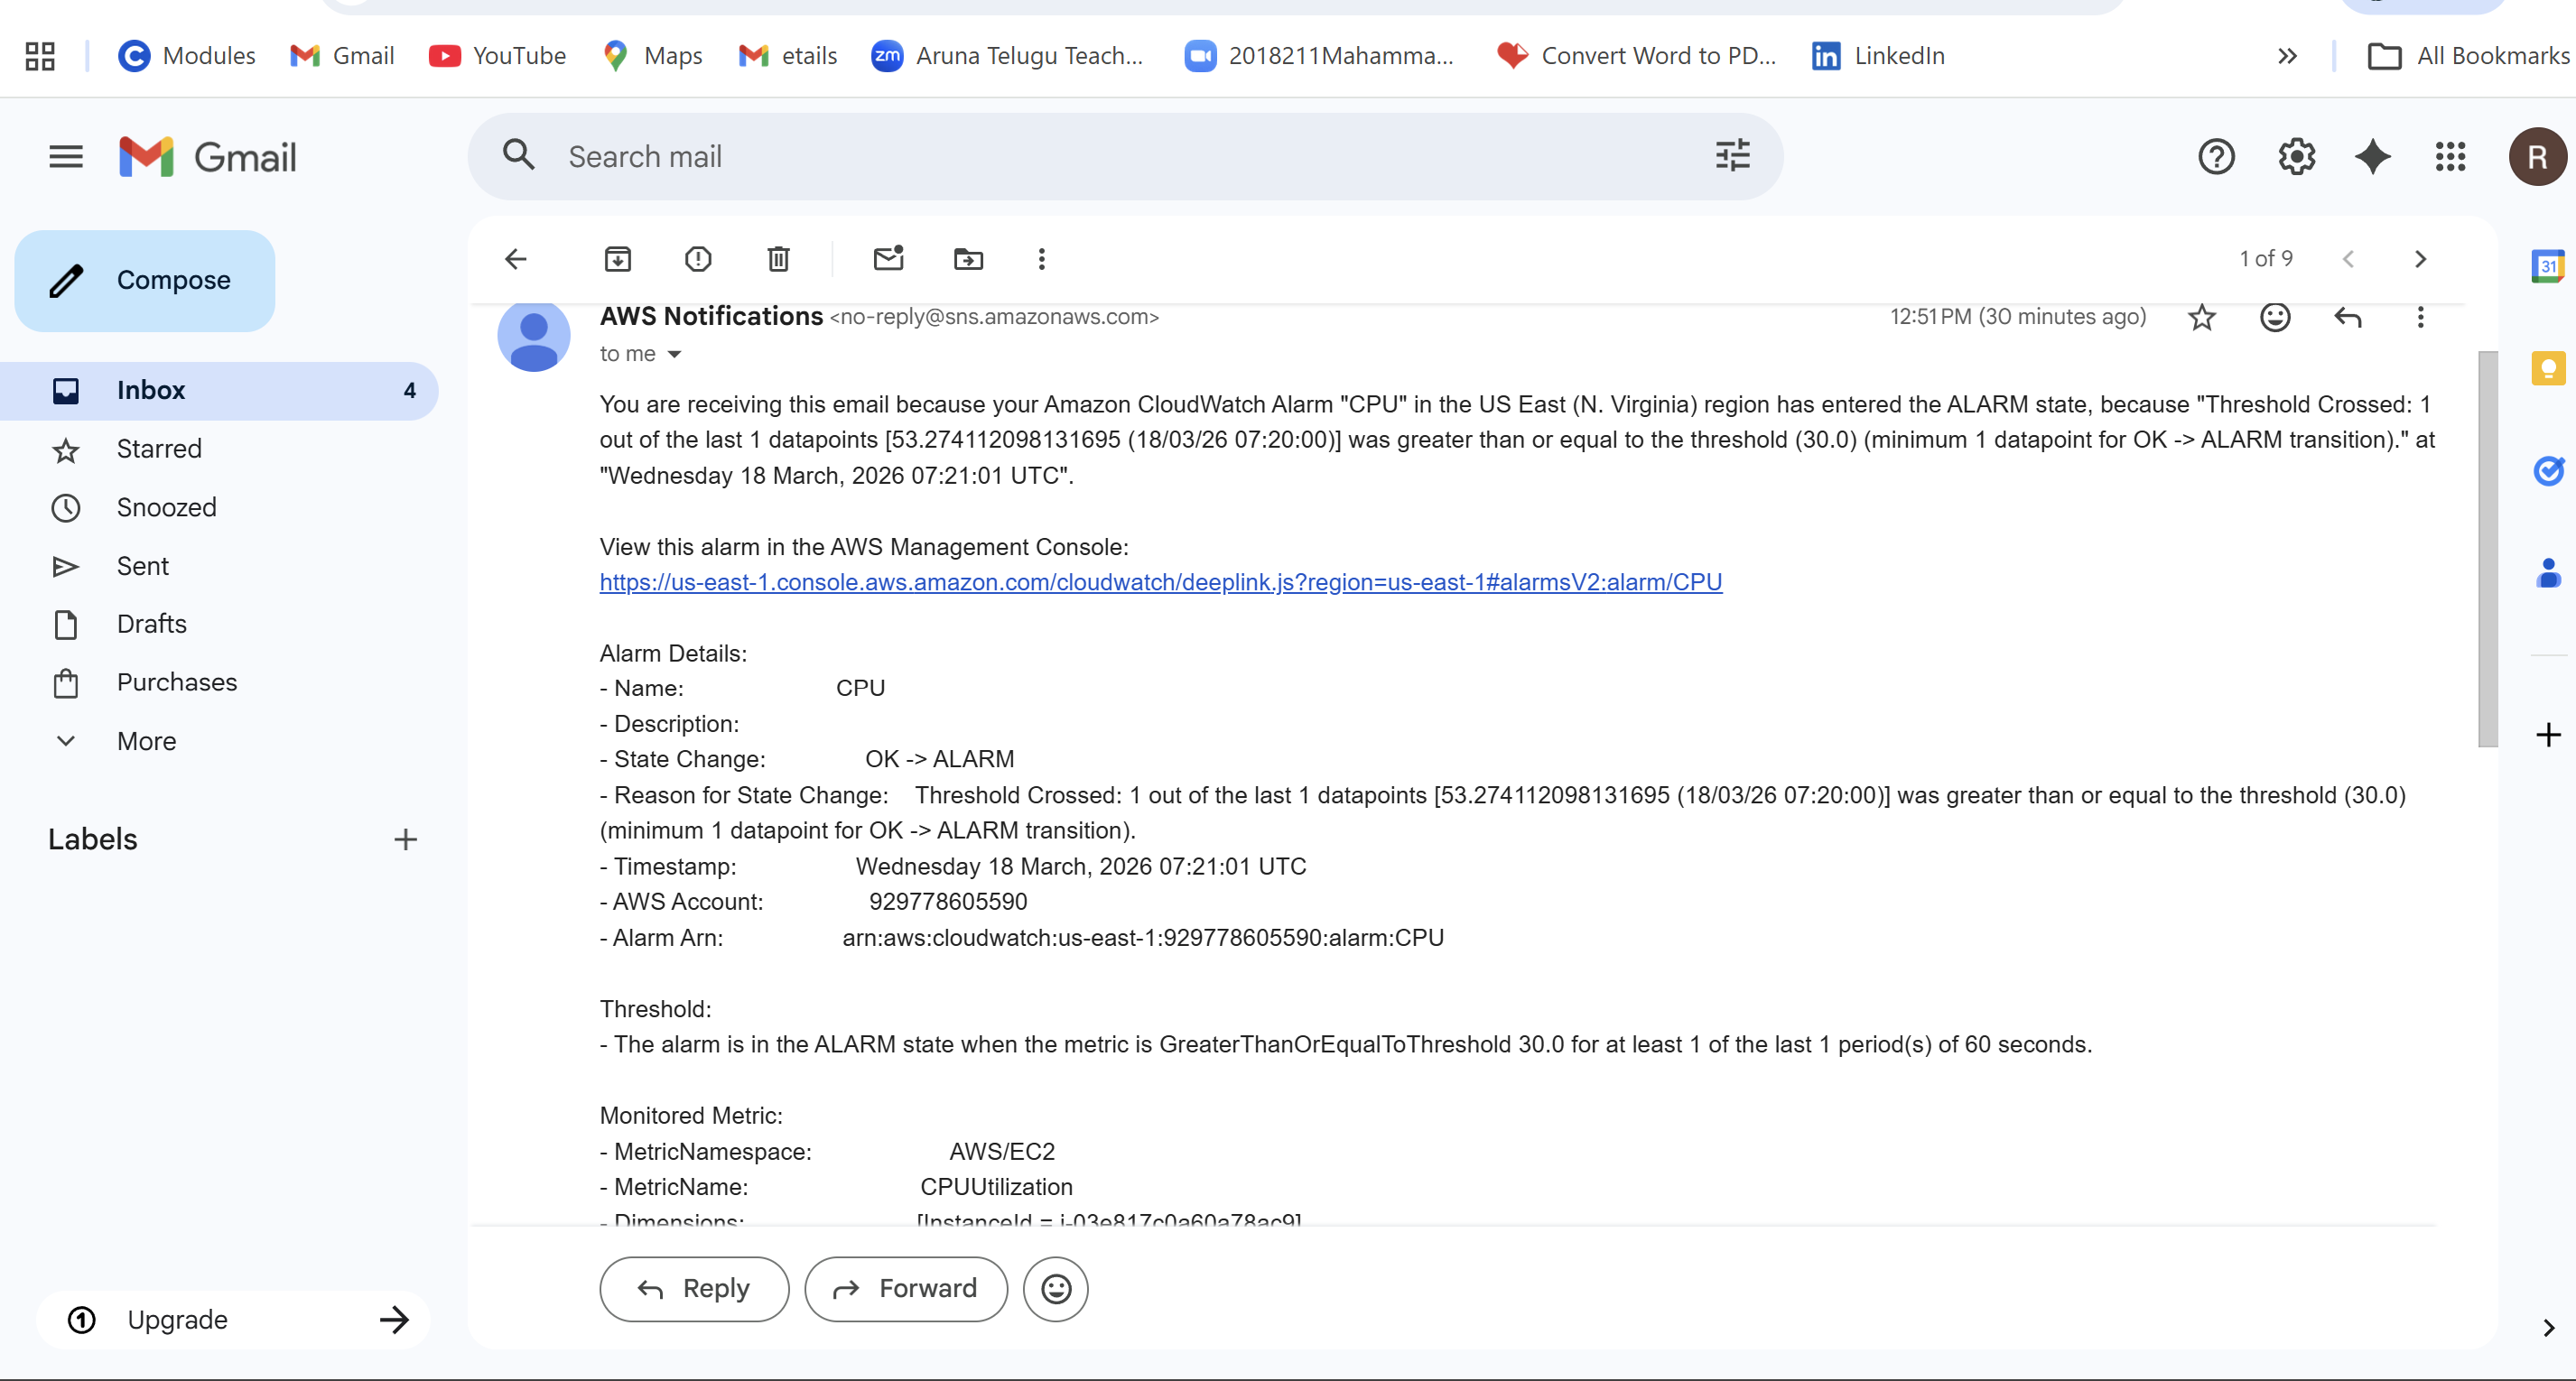 Modules
Gmail
YouTube
Maps
etails
zm
Aruna Telugu Teach...
2018211Mahamma...
Convert Word to PD...
in
LinkedIn
All Bookmarks
Gmail
Search mail
R
Compose
Inbox 4
Starred
Snoozed
Sent
Drafts
Purchases
More
Labels
Upgrade
1 of 9
31
AWS Notifications <no-reply@sns.amazonaws.com>
12:51 PM (30 minutes ago)
to me
You are receiving this email because your Amazon CloudWatch Alarm "CPU" in the US East (N. Virginia) region has entered the ALARM state, because "Threshold Crossed: 1
out of the last 1 datapoints [53.274112098131695 (18/03/26 07:20:00)] was greater than or equal to the threshold (30.0) (minimum 1 datapoint for OK -> ALARM transition)." at
"Wednesday 18 March, 2026 07:21:01 UTC".
View this alarm in the AWS Management Console:
https://us-east-1.console.aws.amazon.com/cloudwatch/deeplink.js?region=us-east-1#alarmsV2:alarm/CPU
Alarm Details:
- Name: CPU
- Description:
- State Change: OK -> ALARM
- Reason for State Change: Threshold Crossed: 1 out of the last 1 datapoints [53.274112098131695 (18/03/26 07:20:00)] was greater than or equal to the threshold (30.0)
(minimum 1 datapoint for OK -> ALARM transition).
- Timestamp: Wednesday 18 March, 2026 07:21:01 UTC
- AWS Account: 929778605590
- Alarm Arn: arn:aws:cloudwatch:us-east-1:929778605590:alarm:CPU
Threshold:
- The alarm is in the ALARM state when the metric is GreaterThanOrEqualToThreshold 30.0 for at least 1 of the last 1 period(s) of 60 seconds.
Monitored Metric:
- MetricNamespace: AWS/EC2
- MetricName: CPUUtilization
- Dimensions: [InstanceId = i-03e817c0a60a78ac9]
Reply
Forward